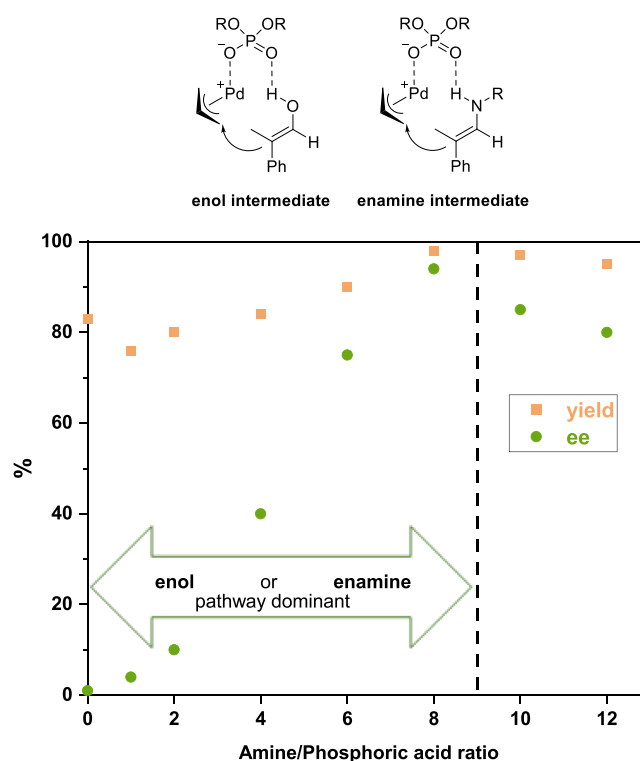 RO OR
P
−O O
+
Pd
H
O
H
Ph
enol intermediate
RO OR
P
−O O
+
Pd
H R
N
H
Ph
enamine intermediate
100
80
60
40
20
0
%
yield
ee
enol or enamine
pathway dominant
0 2 4 6 8 10 12
Amine/Phosphoric acid ratio